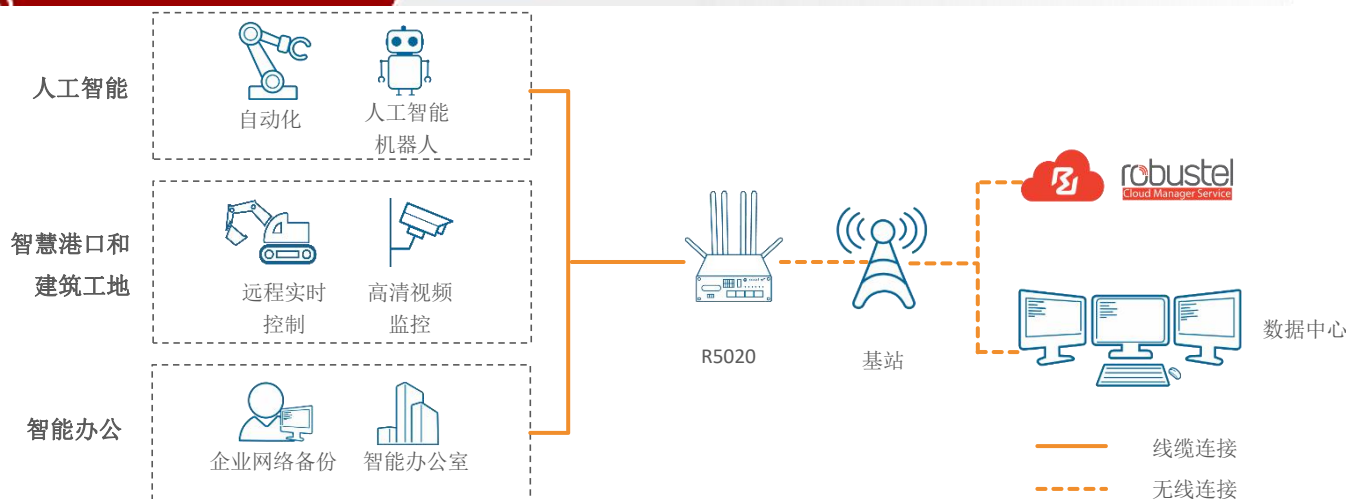 人工智能
自动化
人工智能
机器人
智慧港口和
建筑工地
远程实时
控制
高清视频
监控
智能办公
企业网络备份
智能办公室
R5020
基站
robustel
Cloud Manager Service
数据中心
线缆连接
无线连接